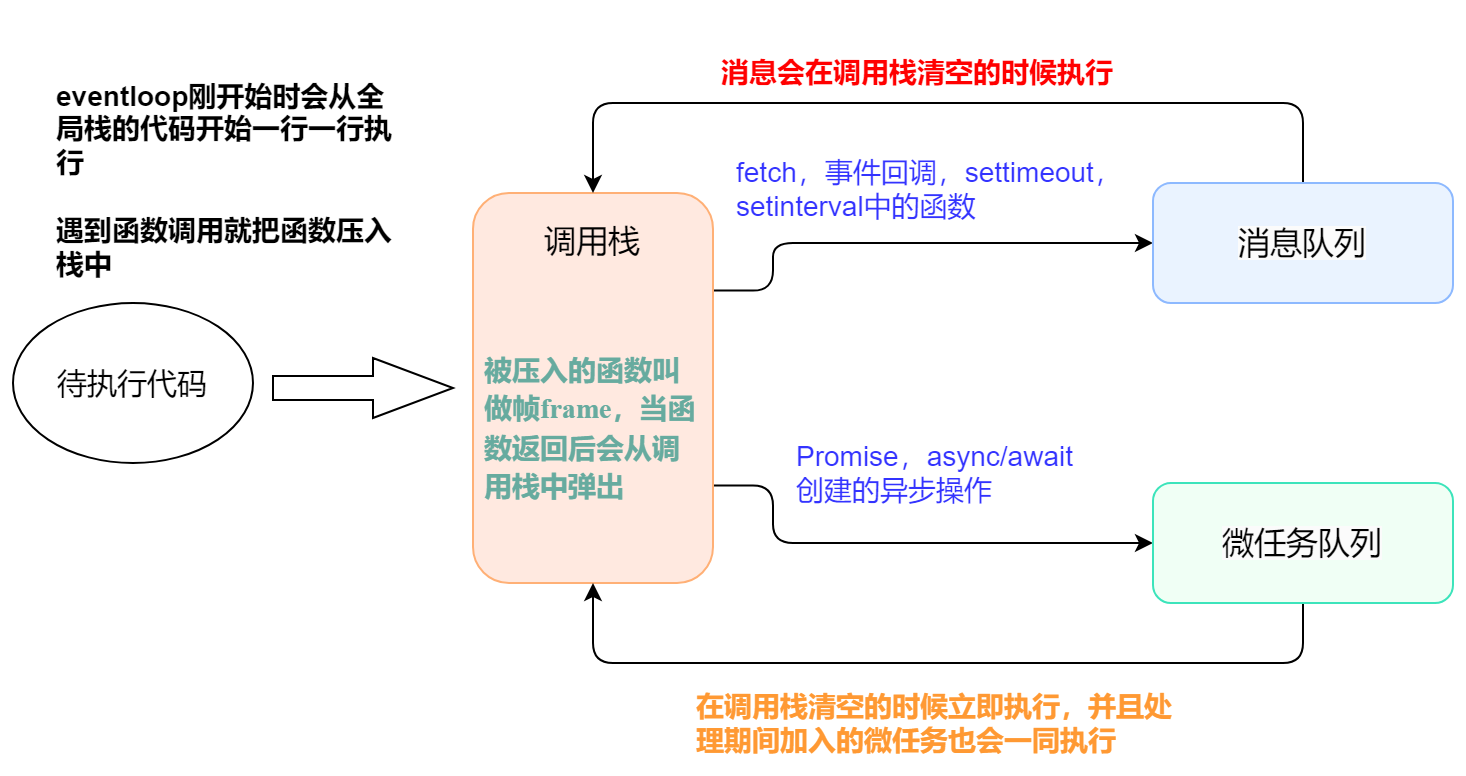 消息会在调用栈清空的时候执行
eventloop刚开始时会从全
局栈的代码开始一行一行执
行
遇到函数调用就把函数压入
栈中
fetch，事件回调，settimeout，
setinterval中的函数
调用栈
消息队列
待执行代码
被压入的函数叫
做帧frame，当函
数返回后会从调
用栈中弹出
Promise，async/await
创建的异步操作
微任务队列
在调用栈清空的时候立即执行，并且处
理期间加入的微任务也会一同执行